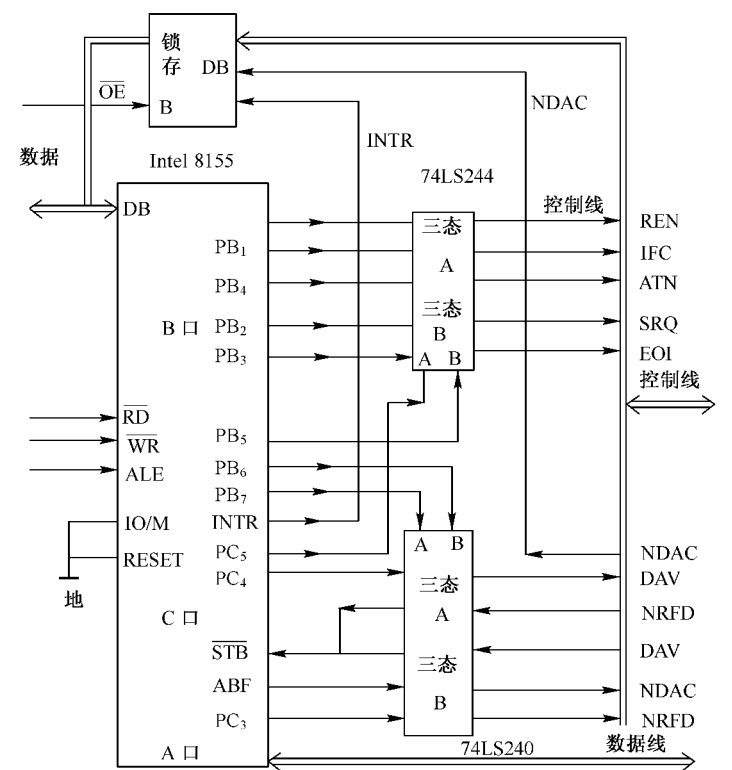 锁存
DB
OE
B
NDAC
INTR
数据
Intel 8155
74LS244
DB
三态
控制线
REN
PB1
IFC
A
PB4
ATN
三态
B 口
PB2
B
SRQ
PB3
A B
EOI
控制线
RD
WR
PB5
ALE
PB6
PB7
IO/M
INTR
A B
RESET
PC5
NDAC
地
PC4
三态
DAV
C 口
A
NRFD
STB
三态
DAV
ABF
B
NDAC
PC3
NRFD
A 口
74LS240
数据线